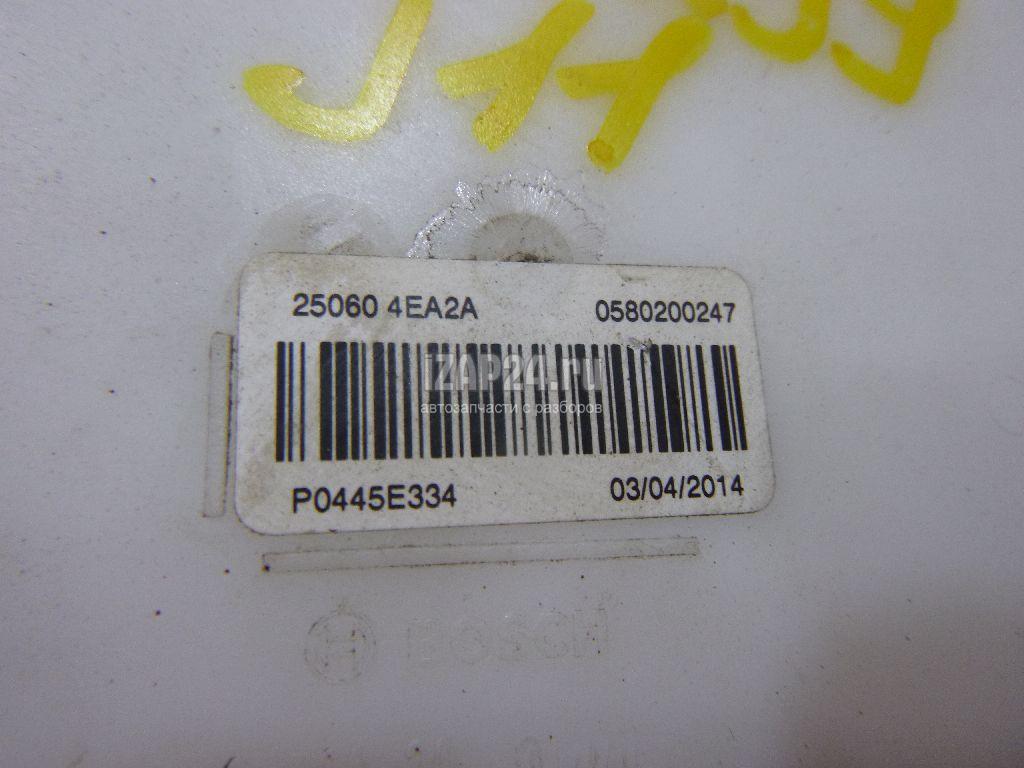 J11
25060 4EA2A
0580200247
iZAP24.ru
автозапчасти с разборов
P0445E334
03/04/2014
BOSCH